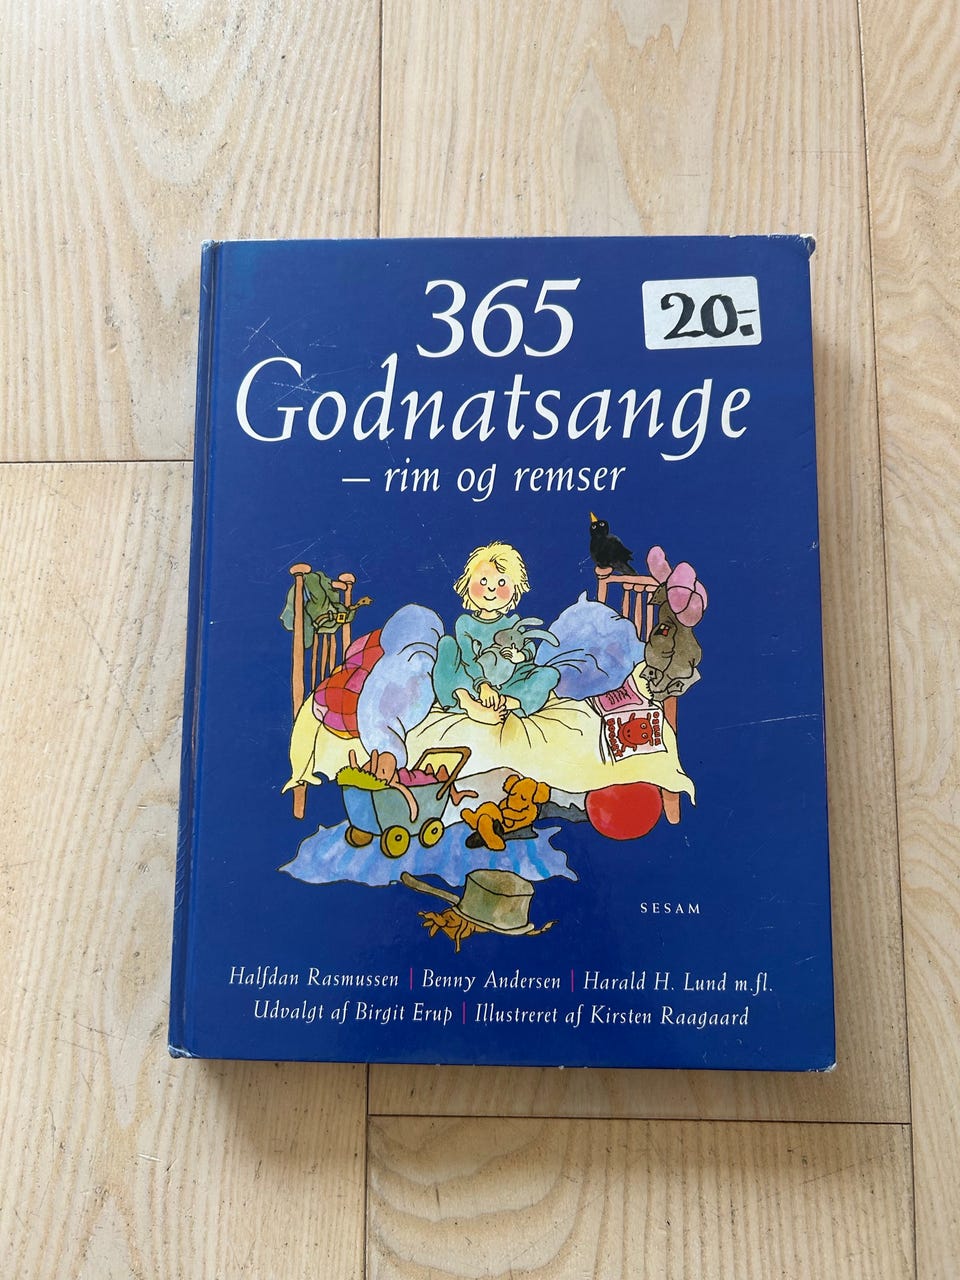 365
20.-
Godnatsange
– rim og remser
SESAM
Halfdan Rasmussen | Benny Andersen | Harald H. Lund m.fl.
Udvalgt af Birgit Erup | Illustreret af Kirsten Raagaard